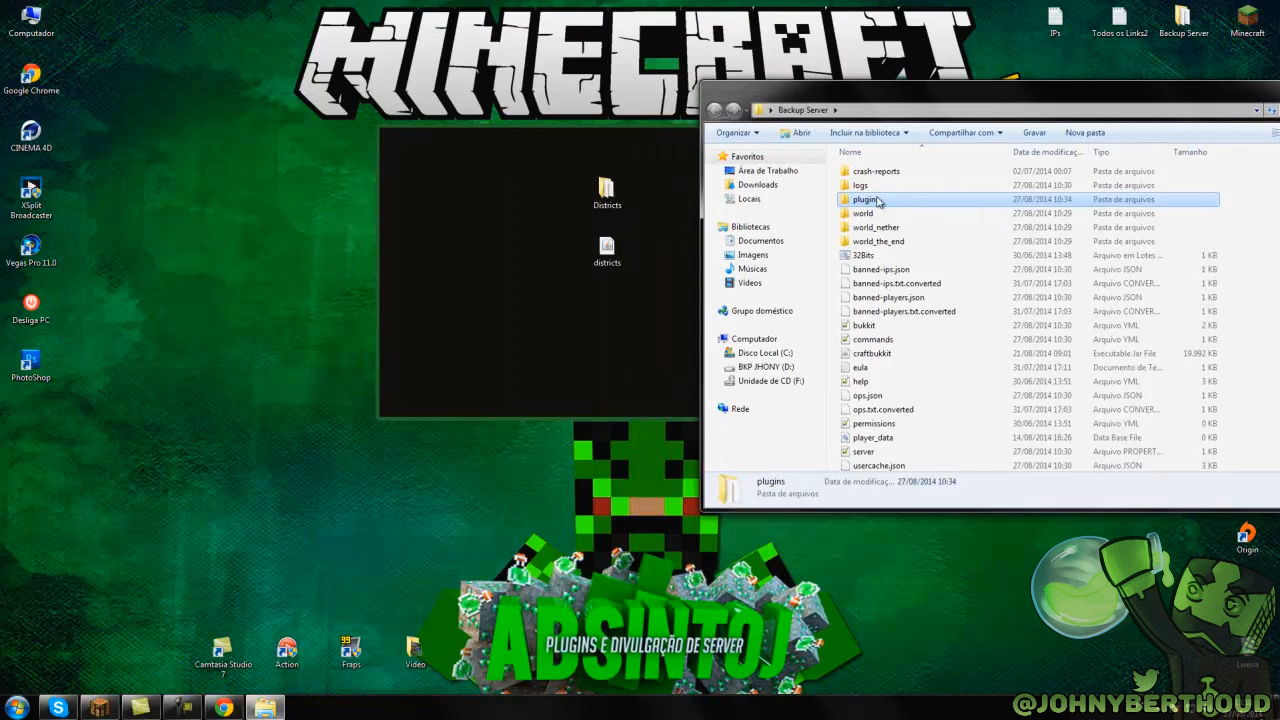 Computador
Google Chrome
CINEMA 4D
XSplit
Broadcaster
Vegas Pro 11.0
Desliga PC
PhotoShop
MINECRAFT
IPs
Todos os Links2
Backup Server
Minecraft
Districts
districts
Backup Server
Organizar
Abrir
Incluir na biblioteca
Compartilhar com
Gravar
Nova pasta
Favoritos
Área de Trabalho
Downloads
Locais
Bibliotecas
Documentos
Imagens
Músicas
Vídeos
Grupo doméstico
Computador
Disco Local (C:)
BKP JHONY (D:)
Unidade de CD (F:)
Rede
Nome Data de modificaç... Tipo Tamanho
crash-reports 02/07/2014 00:07 Pasta de arquivos
logs 27/08/2014 10:30 Pasta de arquivos
plugins 27/08/2014 10:34 Pasta de arquivos
world 27/08/2014 10:29 Pasta de arquivos
world_nether 27/08/2014 10:29 Pasta de arquivos
world_the_end 27/08/2014 10:29 Pasta de arquivos
32Bits 30/06/2014 13:48 Arquivo em Lotes ... 1 KB
banned-ips.json 27/08/2014 10:30 Arquivo JSON 1 KB
banned-ips.txt.converted 31/07/2014 17:03 Arquivo CONVER... 1 KB
banned-players.json 27/08/2014 10:30 Arquivo JSON 1 KB
banned-players.txt.converted 31/07/2014 17:03 Arquivo CONVER... 1 KB
bukkit 27/08/2014 10:30 Arquivo YML 2 KB
commands 27/08/2014 10:30 Arquivo YML 1 KB
craftbukkit 21/08/2014 09:01 Executable Jar File 19.992 KB
eula 31/07/2014 17:11 Documento de Te... 1 KB
help 30/06/2014 13:51 Arquivo YML 3 KB
ops.json 27/08/2014 10:30 Arquivo JSON 1 KB
ops.txt.converted 31/07/2014 17:03 Arquivo CONVER... 1 KB
permissions 30/06/2014 13:51 Arquivo YML 0 KB
player_data 14/08/2014 16:26 Data Base File 0 KB
server 27/08/2014 10:30 Arquivo PROPERT... 1 KB
usercache.json 27/08/2014 10:30 Arquivo JSON 3 KB
plugins Data de modificaç... 27/08/2014 10:34
Pasta de arquivos
Origin
Lixeira
ABSINTOJ
PLUGINS E DIVULGAÇÃO DE SERVER
Camtasia Studio
7
Action
99
Fraps
Video
@JOHNYBERTHOUD